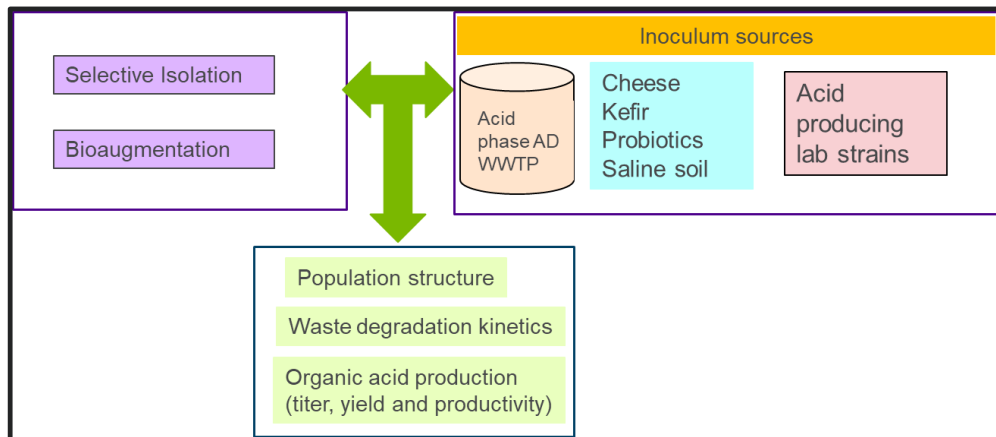 Selective Isolation
Bioaugmentation
Inoculum sources
Acid
phase AD
WWTP
Cheese
Kefir
Probiotics
Saline soil
Acid
producing
lab strains
Population structure
Waste degradation kinetics
Organic acid production
(titer, yield and productivity)